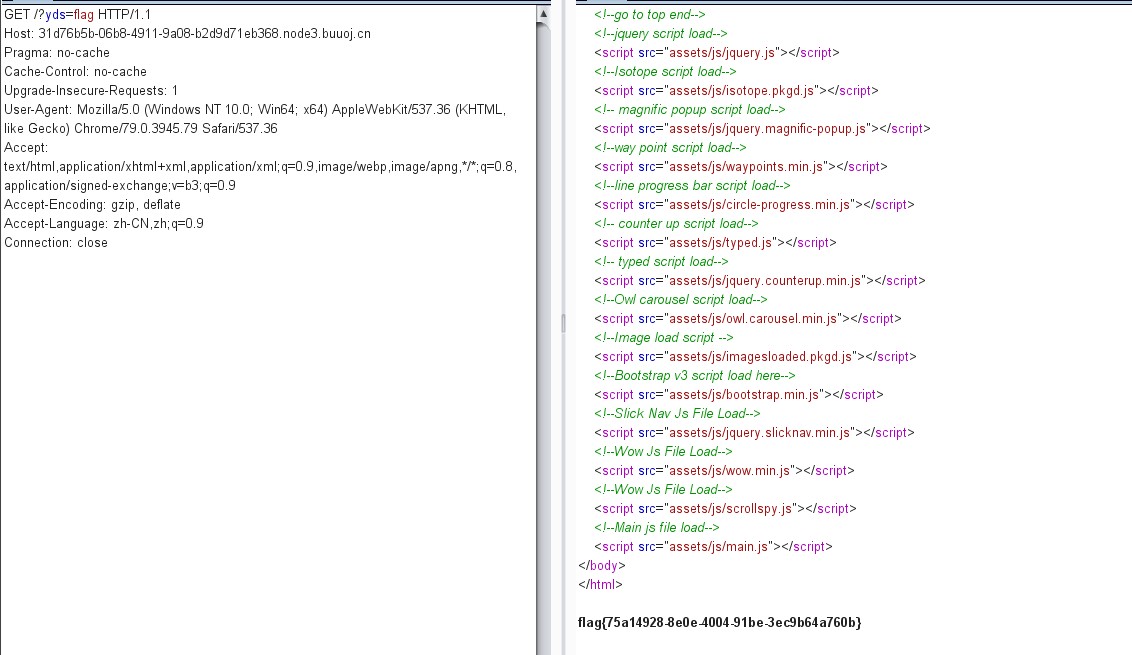 GET /?yds=flag HTTP/1.1
Host: 31d76b5b-06b8-4911-9a08-b2d9d71eb368.node3.buuoj.cn
Pragma: no-cache
Cache-Control: no-cache
Upgrade-Insecure-Requests: 1
User-Agent: Mozilla/5.0 (Windows NT 10.0; Win64; x64) AppleWebKit/537.36 (KHTML,
like Gecko) Chrome/79.0.3945.79 Safari/537.36
Accept:
text/html,application/xhtml+xml,application/xml;q=0.9,image/webp,image/apng,*/*;q=0.8,
application/signed-exchange;v=b3;q=0.9
Accept-Encoding: gzip, deflate
Accept-Language: zh-CN,zh;q=0.9
Connection: close
<!--go to top end-->
<!--jquery script load-->
<script src="assets/js/jquery.js"></script>
<!--Isotope script load-->
<script src="assets/js/isotope.pkgd.js"></script>
<!-- magnific popup script load-->
<script src="assets/js/jquery.magnific-popup.js"></script>
<!--way point script load-->
<script src="assets/js/waypoints.min.js"></script>
<!--line progress bar script load-->
<script src="assets/js/circle-progress.min.js"></script>
<!-- counter up script load-->
<script src="assets/js/typed.js"></script>
<!-- typed script load-->
<script src="assets/js/jquery.counterup.min.js"></script>
<!--Owl carousel script load-->
<script src="assets/js/owl.carousel.min.js"></script>
<!--Image load script -->
<script src="assets/js/imagesloaded.pkgd.js"></script>
<!--Bootstrap v3 script load here-->
<script src="assets/js/bootstrap.min.js"></script>
<!--Slick Nav Js File Load-->
<script src="assets/js/jquery.slicknav.min.js"></script>
<!--Wow Js File Load-->
<script src="assets/js/wow.min.js"></script>
<!--Wow Js File Load-->
<script src="assets/js/scrollspy.js"></script>
<!--Main js file load-->
<script src="assets/js/main.js"></script>
</body>
</html>
flag{75a14928-8e0e-4004-91be-3ec9b64a760b}